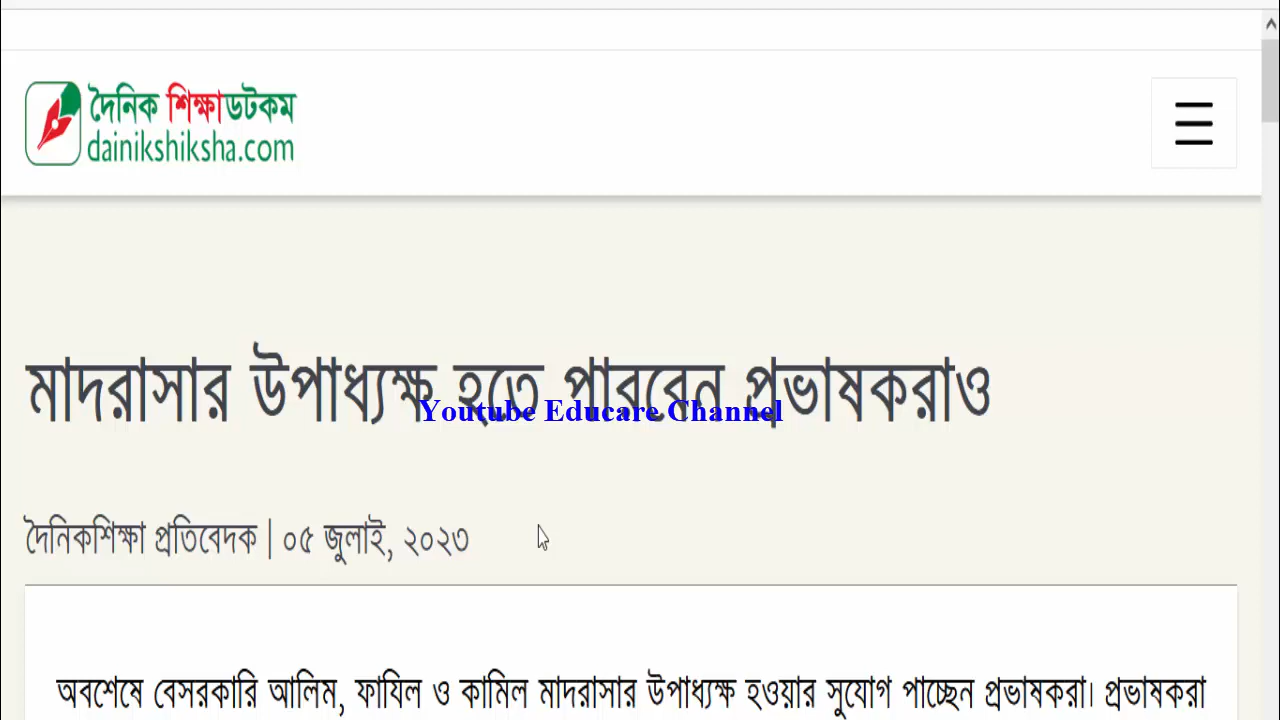 দৈনিক শিক্ষাডটকম
dainikshiksha.com
মাদরাসার উপাধ্যক্ষ হতে পারবেন প্রভাষকরাও
Youtube Educare Channel
দৈনিকশিক্ষা প্রতিবেদক | ০৫ জুলাই, ২০২৩
অবশেষে বেসরকারি আলিম, ফাযিল ও কামিল মাদরাসার উপাধ্যক্ষ হওয়ার সুযোগ পাচ্ছেন প্রভাষকরা। প্রভাষকরা